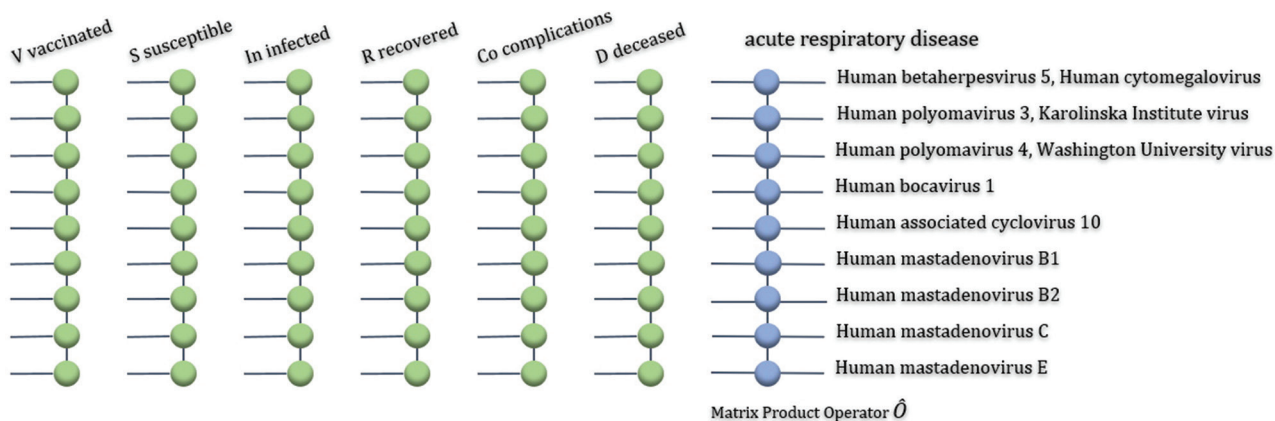 V vaccinated
S susceptible
In infected
R recovered
Co complications
D deceased
acute respiratory disease
Human betaherpesvirus 5, Human cytomegalovirus
Human polyomavirus 3, Karolinska Institute virus
Human polyomavirus 4, Washington University virus
Human bocavirus 1
Human associated cyclovirus 10
Human mastadenovirus B1
Human mastadenovirus B2
Human mastadenovirus C
Human mastadenovirus E
Matrix Product Operator Ô